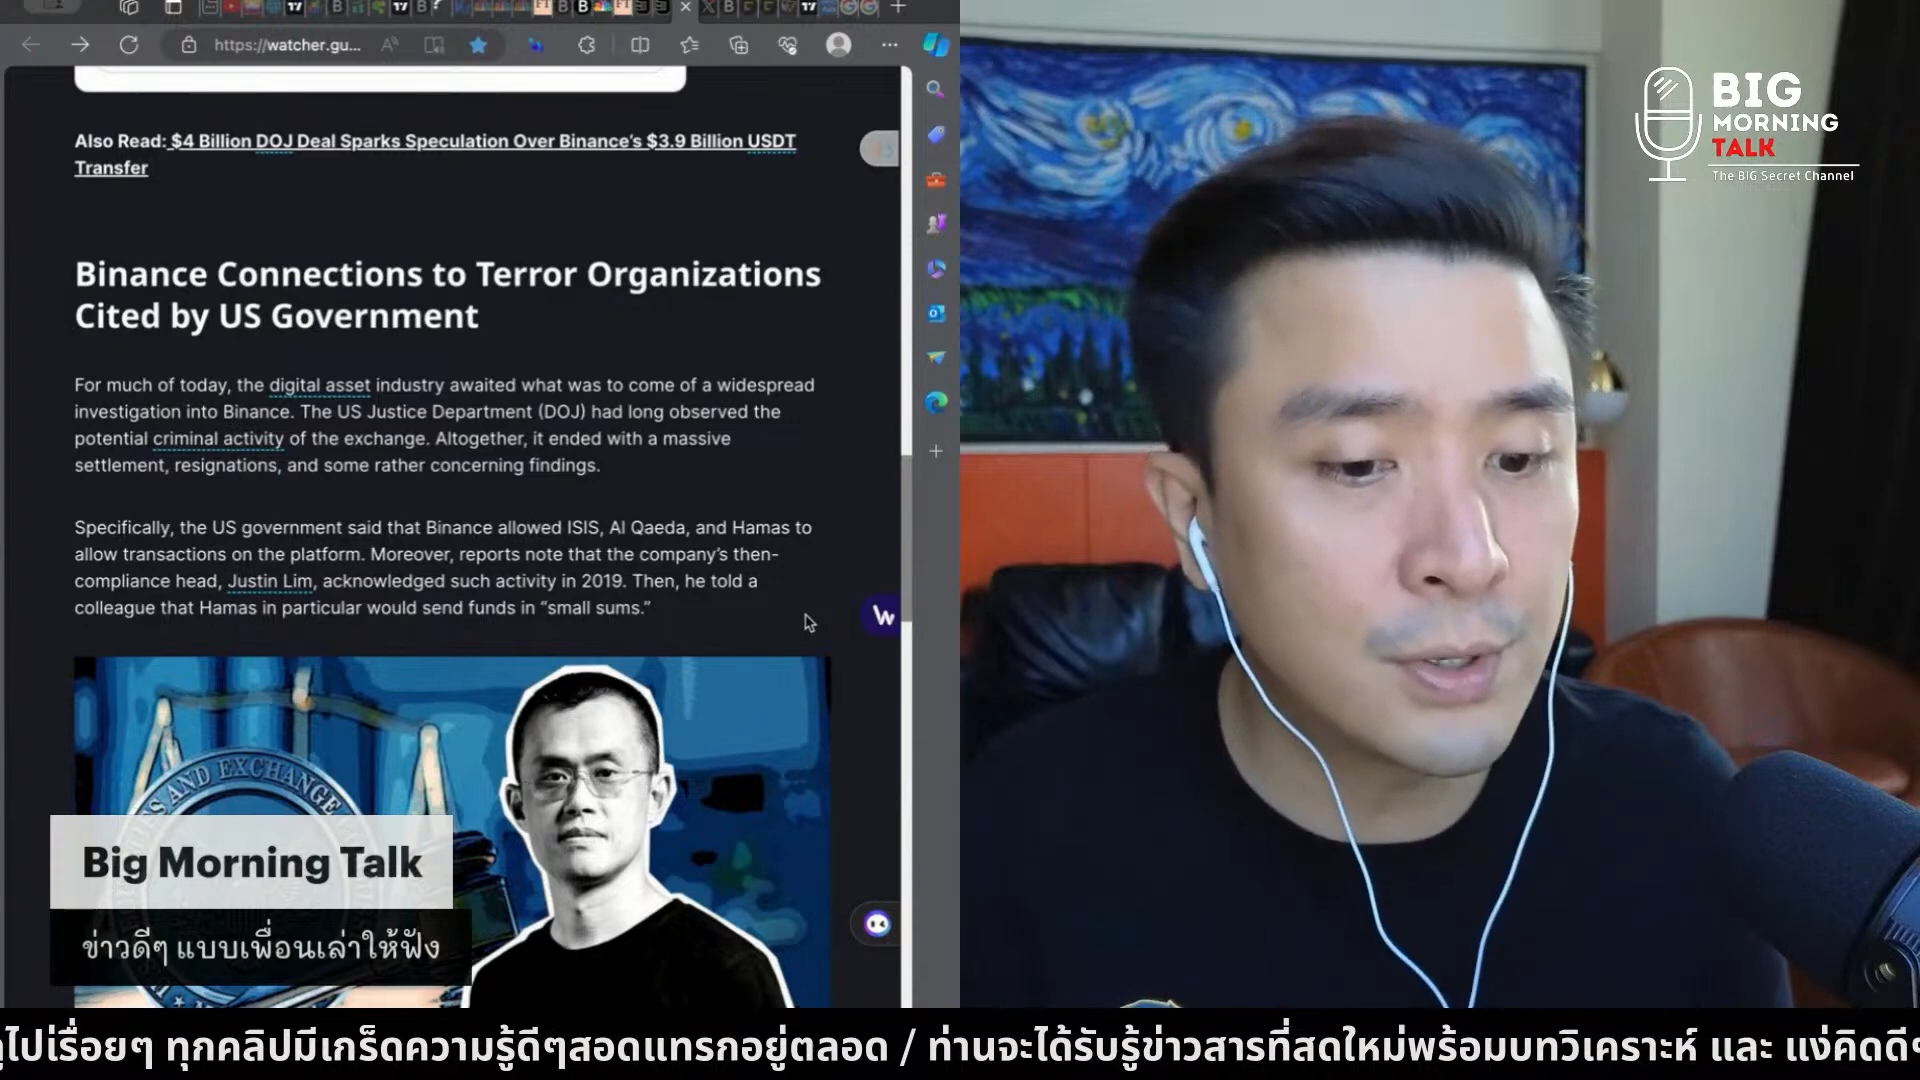 https://watcher.gu...
Also Read: $4 Billion DOJ Deal Sparks Speculation Over Binance’s $3.9 Billion USDT
Transfer
Binance Connections to Terror Organizations
Cited by US Government
For much of today, the digital asset industry awaited what was to come of a widespread
investigation into Binance. The US Justice Department (DOJ) had long observed the
potential criminal activity of the exchange. Altogether, it ended with a massive
settlement, resignations, and some rather concerning findings.
Specifically, the US government said that Binance allowed ISIS, Al Qaeda, and Hamas to
allow transactions on the platform. Moreover, reports note that the company’s then-
compliance head, Justin Lim, acknowledged such activity in 2019. Then, he told a
colleague that Hamas in particular would send funds in “small sums.”
AND EXCHANGE
Big Morning Talk
ข่าวดีๆ แบบเพื่อนเล่าให้ฟัง
BIG
MORNING
TALK
The BIG Secret Channel
ไปเรื่อยๆ ทุกคลิปมีเกร็ดความรู้ดีๆสอดแทรกอยู่ตลอด / ท่านจะได้รับรู้ข่าวสารที่สดใหม่พร้อมบทวิเคราะห์ และ แง่คิดดี